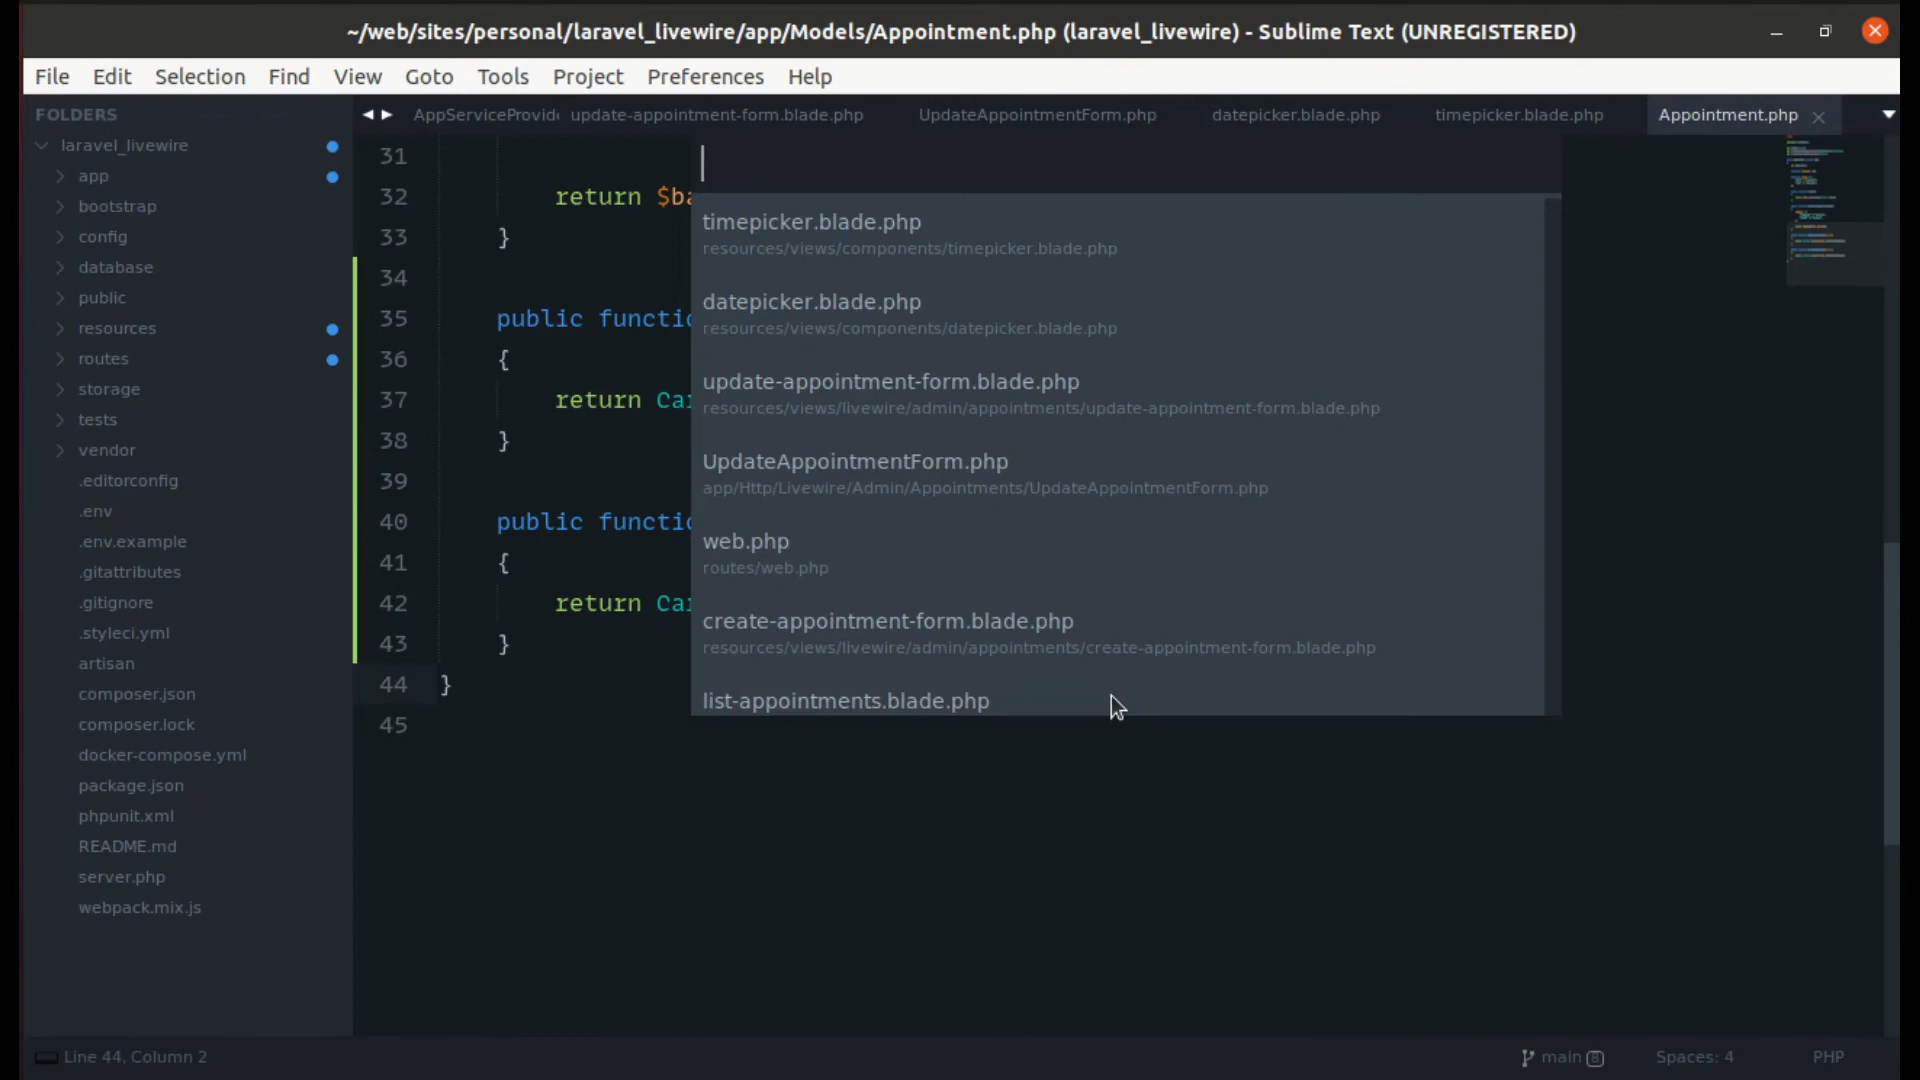 ~/web/sites/personal/laravel_livewire/app/Models/Appointment.php (laravel_livewire) - Sublime Text (UNREGISTERED)
File Edit Selection Find View Goto Tools Project Preferences Help
FOLDERS
laravel_livewire
app
bootstrap
config
database
public
resources
routes
storage
tests
vendor
.editorconfig
.env
.env.example
.gitattributes
.gitignore
.styleci.yml
artisan
composer.json
composer.lock
docker-compose.yml
package.json
phpunit.xml
README.md
server.php
webpack.mix.js
AppServiceProvid update-appointment-form.blade.php UpdateAppointmentForm.php datepicker.blade.php timepicker.blade.php Appointment.php
31
32 return $ba
33 }
34
35 public functio
36 {
37 return Car
38 }
39
40 public functio
41 {
42 return Car
43 }
44 }
45
timepicker.blade.php
resources/views/components/timepicker.blade.php
datepicker.blade.php
resources/views/components/datepicker.blade.php
update-appointment-form.blade.php
resources/views/livewire/admin/appointments/update-appointment-form.blade.php
UpdateAppointmentForm.php
app/Http/Livewire/Admin/Appointments/UpdateAppointmentForm.php
web.php
routes/web.php
create-appointment-form.blade.php
resources/views/livewire/admin/appointments/create-appointment-form.blade.php
list-appointments.blade.php
Line 44, Column 2 main 8 Spaces: 4 PHP